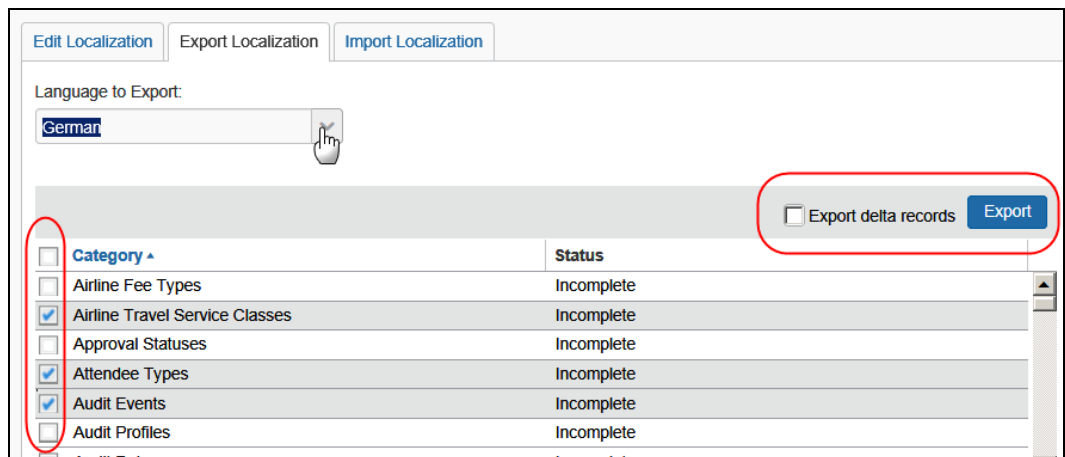 Edit Localization Export Localization Import Localization
Language to Export:
German
Export delta records Export
Category Status
Airline Fee Types Incomplete
Airline Travel Service Classes Incomplete
Approval Statuses Incomplete
Attendee Types Incomplete
Audit Events Incomplete
Audit Profiles Incomplete